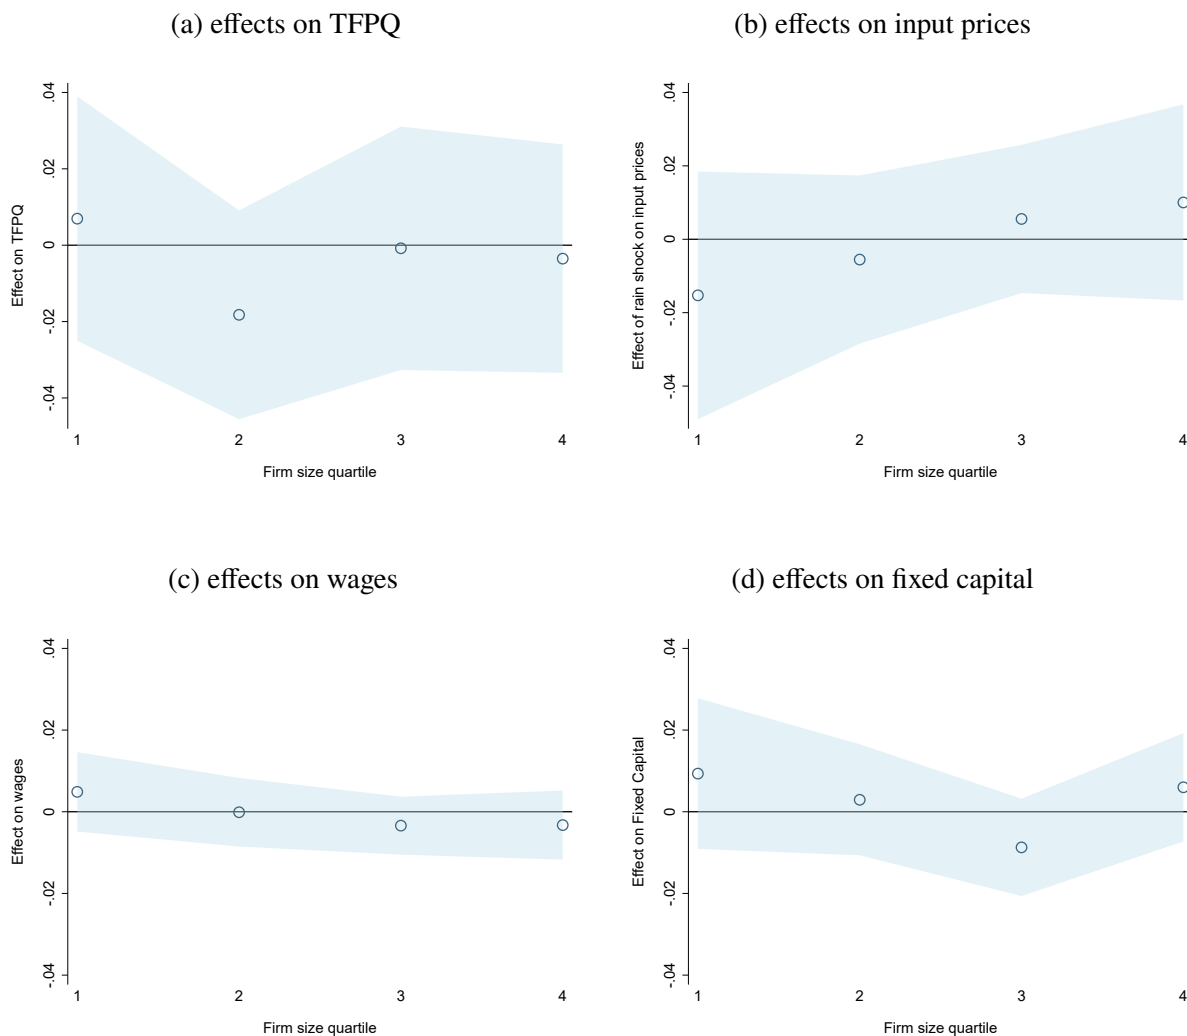 (a) effects on TFPQ
Effect on TFPQ
.04
.02
0
-.02
-.04
1 2 3 4
Firm size quartile
(b) effects on input prices
Effect of rain shock on input prices
.04
.02
0
-.02
-.04
1 2 3 4
Firm size quartile
(c) effects on wages
Effect on wages
.04
.02
0
-.02
-.04
1 2 3 4
Firm size quartile
(d) effects on fixed capital
Effect on Fixed Capital
.04
.02
0
-.02
-.04
1 2 3 4
Firm size quartile